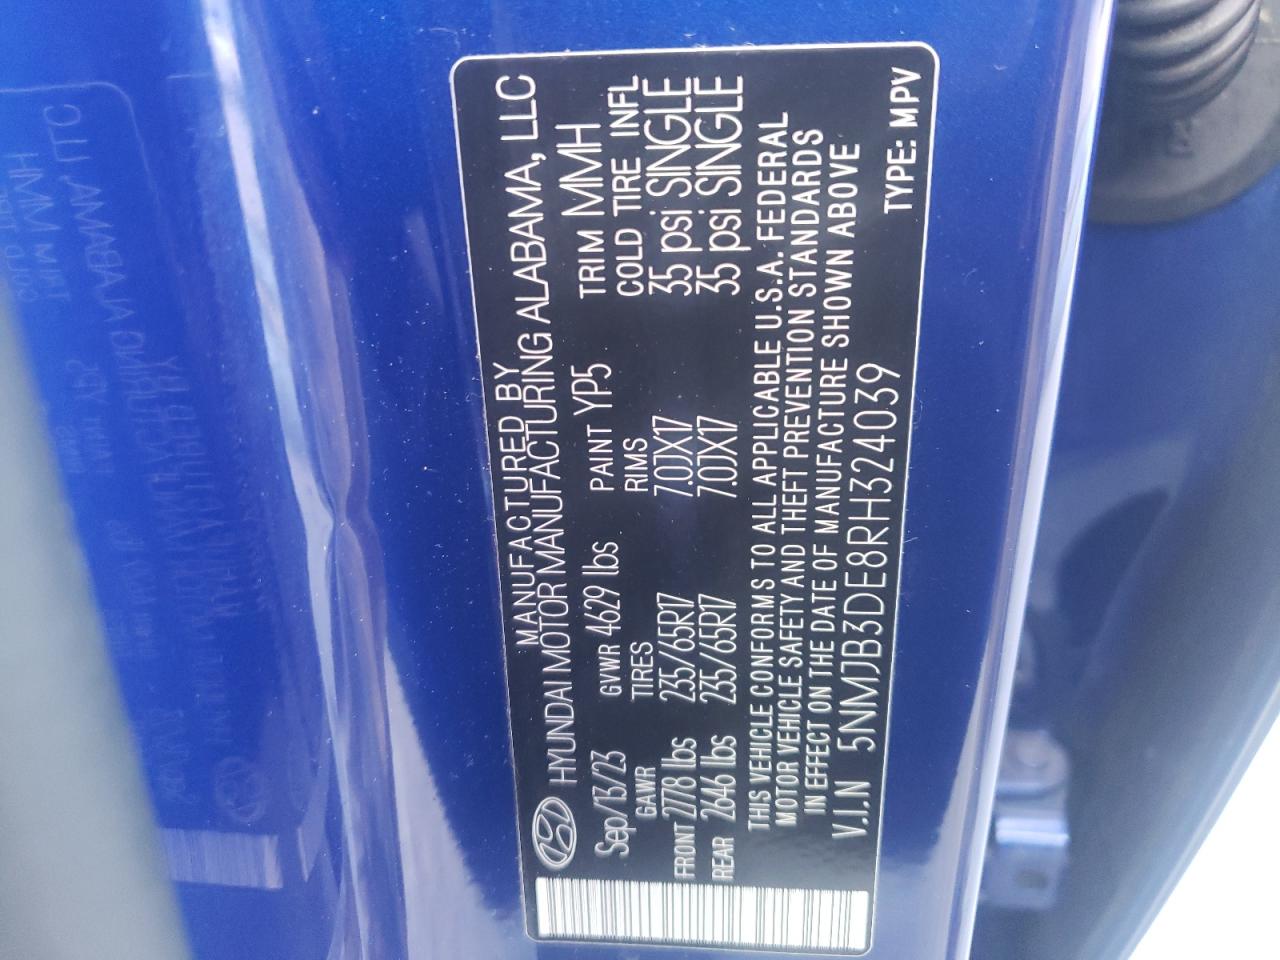 MANUFACTURED BY
HYUNDAI MOTOR MANUFACTURING ALABAMA, LLC
Sep/13/23 GVWR 4629 lbs PAINT YP5 TRIM MMH
GAWR TIRES RIMS COLD TIRE INFL
FRONT 2778 lbs 235/65R17 7.0JX17 35 psi SINGLE
REAR 2646 lbs 235/65R17 7.0JX17 35 psi SINGLE
THIS VEHICLE CONFORMS TO ALL APPLICABLE U.S.A. FEDERAL
MOTOR VEHICLE SAFETY AND THEFT PREVENTION STANDARDS
IN EFFECT ON THE DATE OF MANUFACTURE SHOWN ABOVE
V.I.N 5NMJB3DE8RH324039 TYPE: MPV